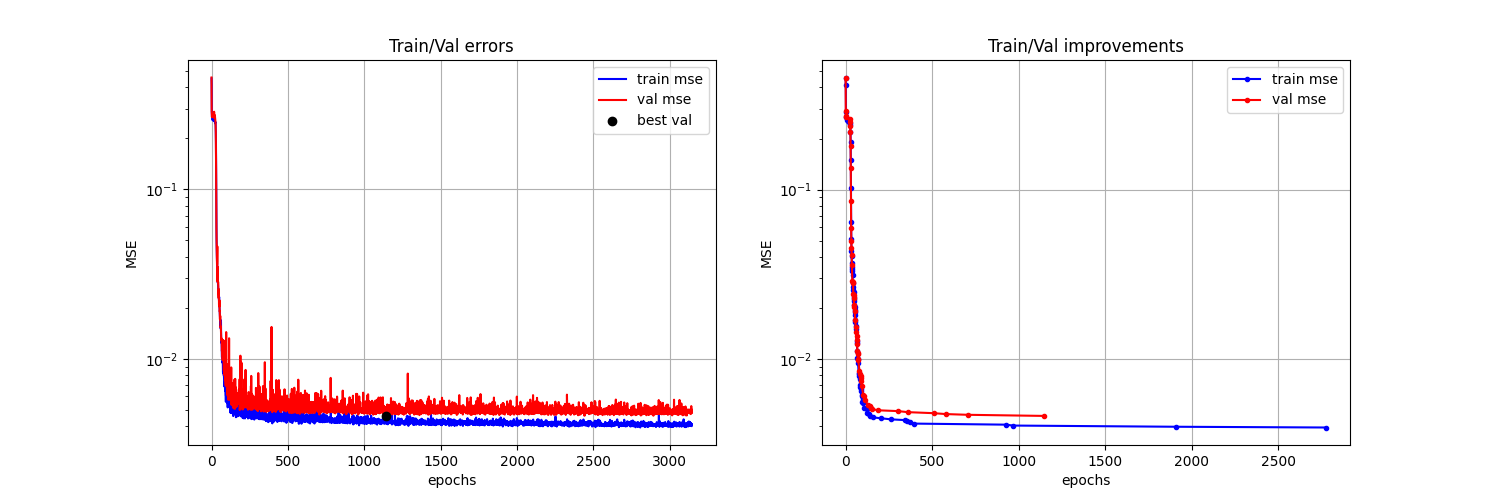 Train/Val errors
train mse
val mse
best val
10⁻¹
10⁻²
MSE
0 500 1000 1500 2000 2500 3000
epochs
Train/Val improvements
train mse
val mse
10⁻¹
10⁻²
MSE
0 500 1000 1500 2000 2500
epochs